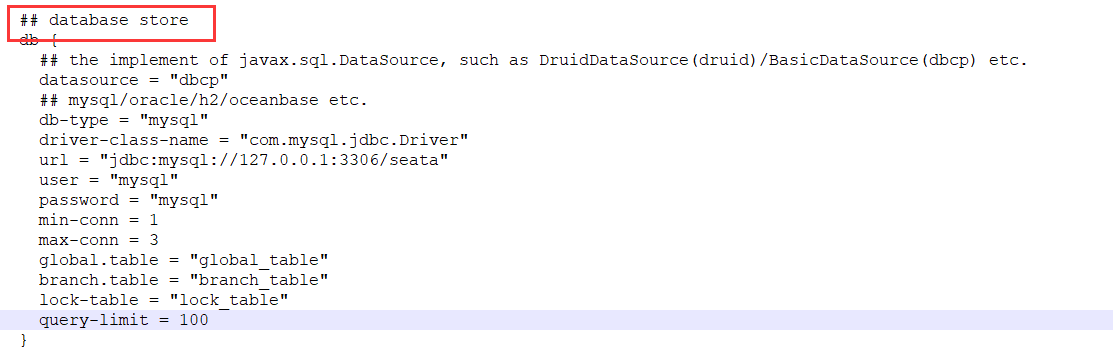 ## database store
db {
## the implement of javax.sql.DataSource, such as DruidDataSource(druid)/BasicDataSource(dbcp) etc.
datasource = "dbcp"
## mysql/oracle/h2/oceanbase etc.
db-type = "mysql"
driver-class-name = "com.mysql.jdbc.Driver"
url = "jdbc:mysql://127.0.0.1:3306/seata"
user = "mysql"
password = "mysql"
min-conn = 1
max-conn = 3
global.table = "global_table"
branch.table = "branch_table"
lock-table = "lock_table"
query-limit = 100
}